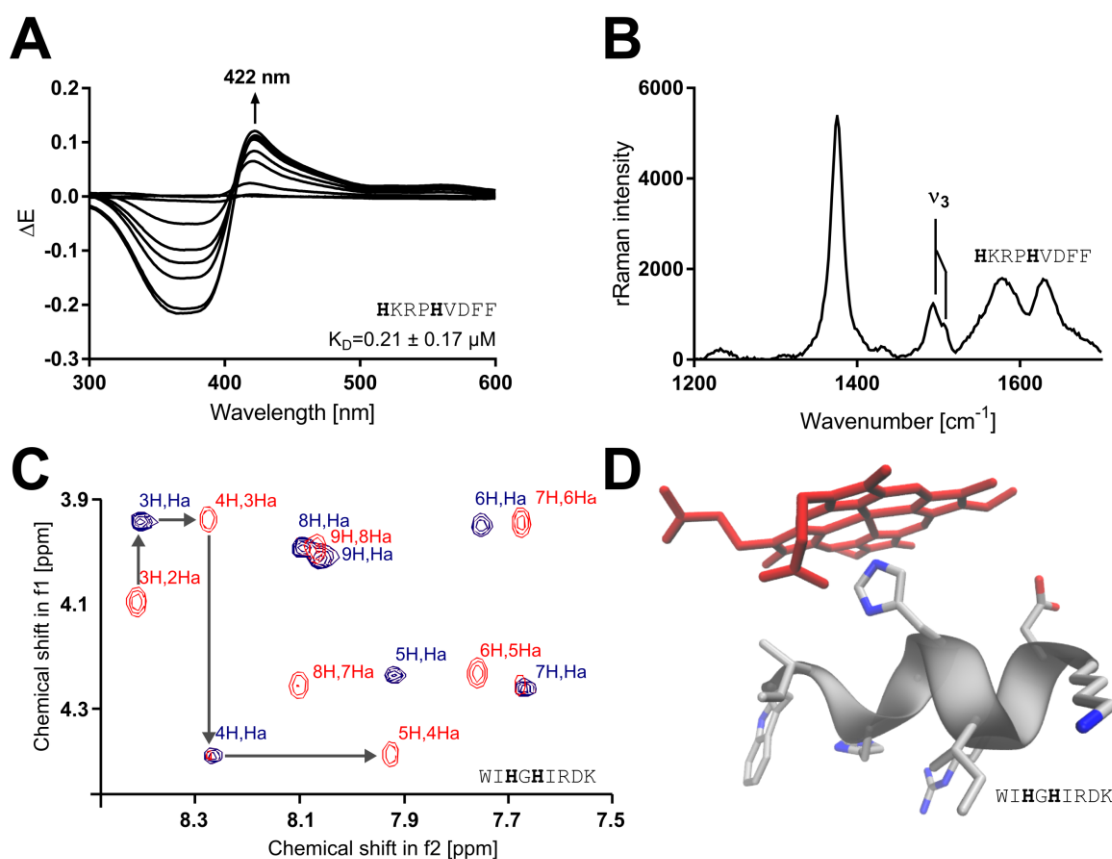 A
422 nm
0.2
0.1
0.0
-0.1
-0.2
-0.3
ΔE
HKRPHVDFF
K_D=0.21 ± 0.17 µM
300 400 500 600
Wavelength [nm]
B
6000
4000
2000
0
rRaman intensity
ν₃
HKRPHVDFF
1200 1400 1600
Wavenumber [cm⁻¹]
C
3.9
4.1
4.3
Chemical shift in f1 [ppm]
3H,Ha
4H,3Ha
6H,Ha
7H,6Ha
8H,Ha
9H,8Ha
9H,Ha
3H,2Ha
5H,Ha
6H,5Ha
8H,7Ha
7H,Ha
4H,Ha
5H,4Ha
WIHGHIRDK
8.3 8.1 7.9 7.7 7.5
Chemical shift in f2 [ppm]
D
WIHGHIRDK